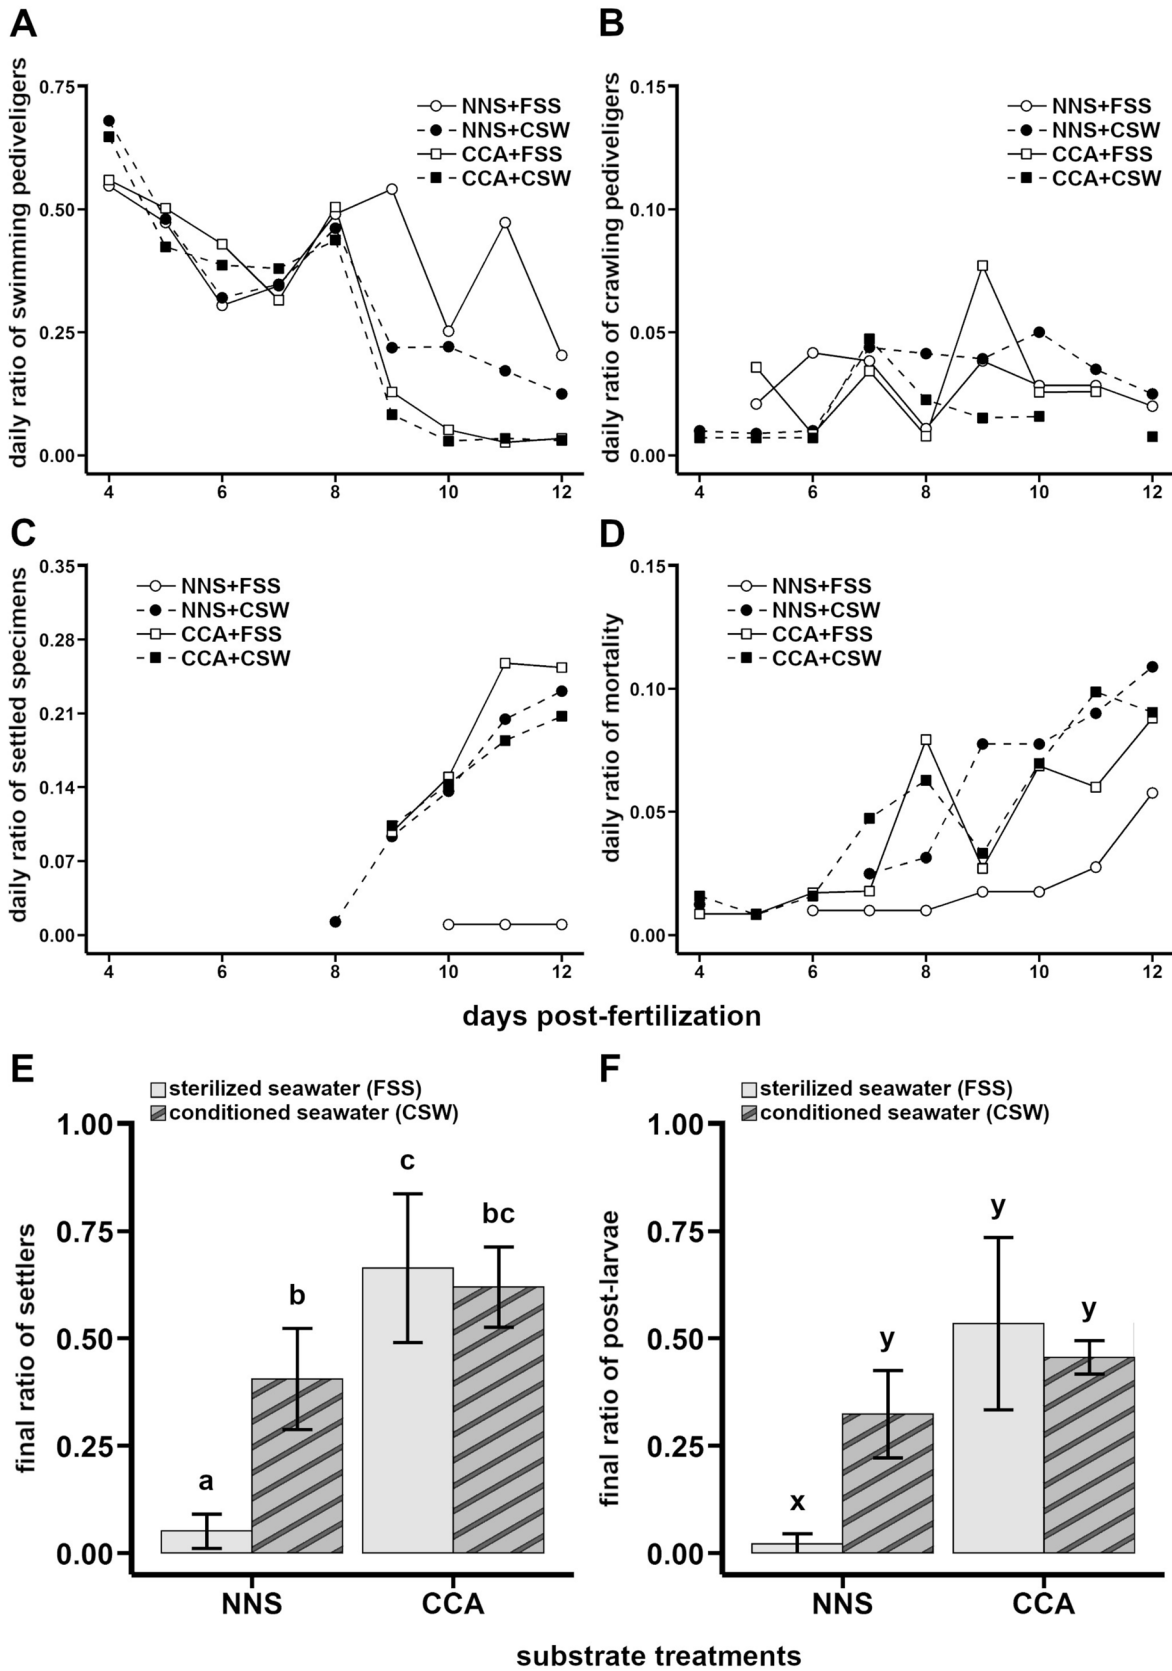 A
daily ratio of swimming pediveligers
0.75
0.50
0.25
0.00
NNS+FSS
NNS+CSW
CCA+FSS
CCA+CSW
4 6 8 10 12
B
daily ratio of crawling pediveligers
0.15
0.10
0.05
0.00
NNS+FSS
NNS+CSW
CCA+FSS
CCA+CSW
4 6 8 10 12
C
daily ratio of settled specimens
0.35
0.28
0.21
0.14
0.07
0.00
NNS+FSS
NNS+CSW
CCA+FSS
CCA+CSW
4 6 8 10 12
D
daily ratio of mortality
0.15
0.10
0.05
0.00
NNS+FSS
NNS+CSW
CCA+FSS
CCA+CSW
4 6 8 10 12
days post-fertilization
E
sterilized seawater (FSS)
conditioned seawater (CSW)
final ratio of settlers
1.00
0.75
0.50
0.25
0.00
a
b
c
bc
NNS CCA
F
sterilized seawater (FSS)
conditioned seawater (CSW)
final ratio of post-larvae
1.00
0.75
0.50
0.25
0.00
x
y
y
y
NNS CCA
substrate treatments